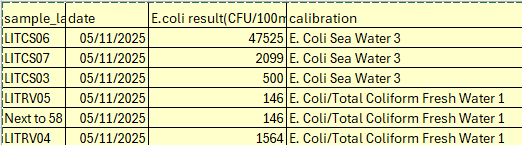 sample_la date E.coli result(CFU/100m calibration
LITCS06 05/11/2025 47525 E. Coli Sea Water 3
LITCS07 05/11/2025 2099 E. Coli Sea Water 3
LITCS03 05/11/2025 500 E. Coli Sea Water 3
LITRV05 05/11/2025 146 E. Coli/Total Coliform Fresh Water 1
Next to 58 05/11/2025 146 E. Coli/Total Coliform Fresh Water 1
LITRV04 05/11/2025 1564 E. Coli/Total Coliform Fresh Water 1